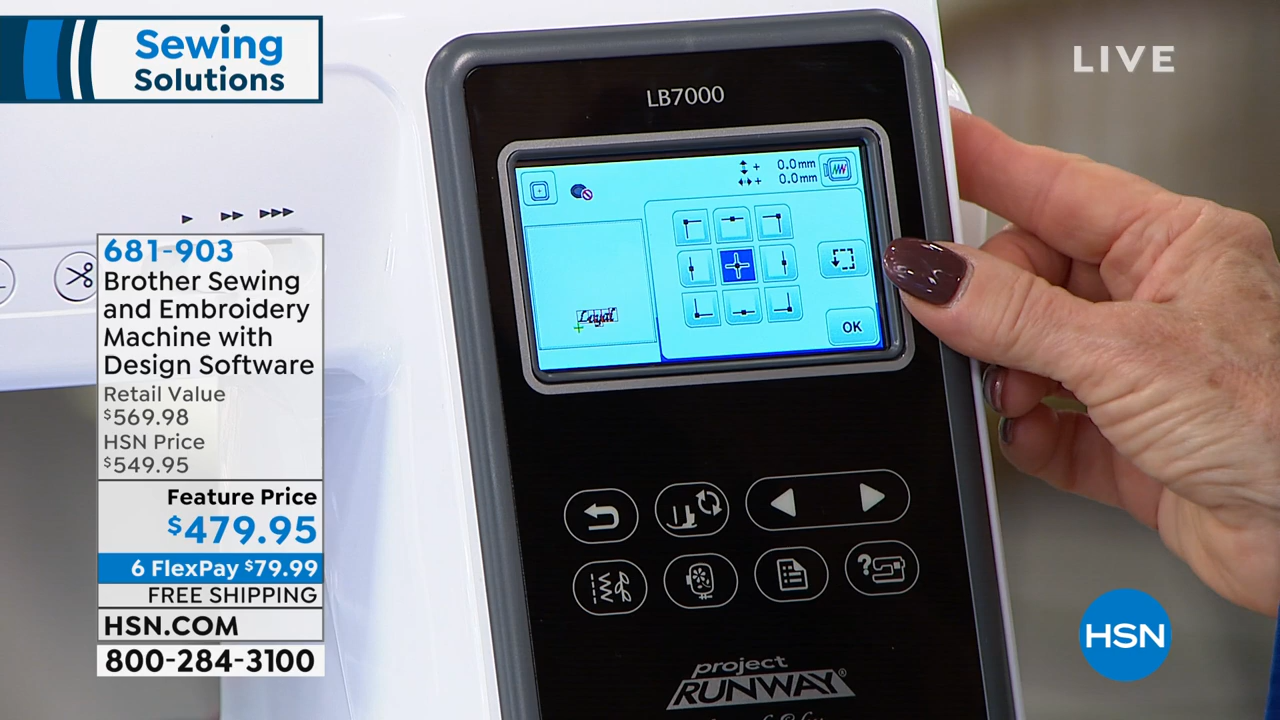 Sewing
Solutions
LIVE
LB7000
0.0mm
0.0mm
Loyal
OK
681-903
Brother Sewing
and Embroidery
Machine with
Design Software
Retail Value
$569.98
HSN Price
$549.95
Feature Price
$479.95
6 FlexPay $79.99
FREE SHIPPING
HSN.COM
800-284-3100
project
RUNWAY®
HSN